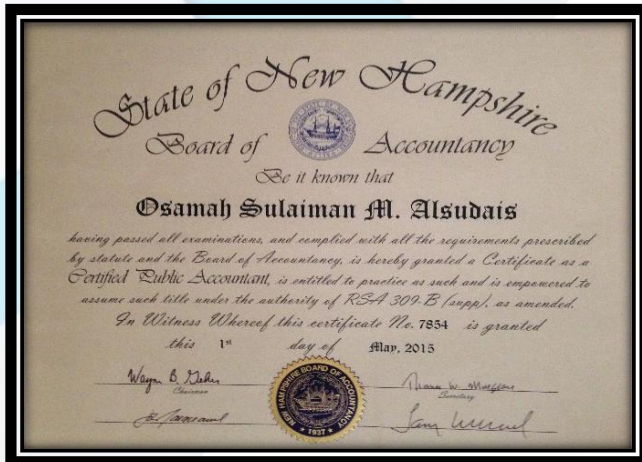 State of New Hampshire
Board of Accountancy
Be it known that
Osamah Sulaiman M. Alsudais
having passed all examinations, and complied with all the requirements prescribed
by statute and the Board of Accountancy, is hereby granted a Certificate as a
Certified Public Accountant, is entitled to practice as such and is empowered to
assume such title under the authority of RSA 309-B (supp), as amended.
In Witness Whereof this certificate No. 7854 is granted
this 1st day of May, 2015
Chairman
Secretary
NEW HAMPSHIRE BOARD OF ACCOUNTANCY
1937